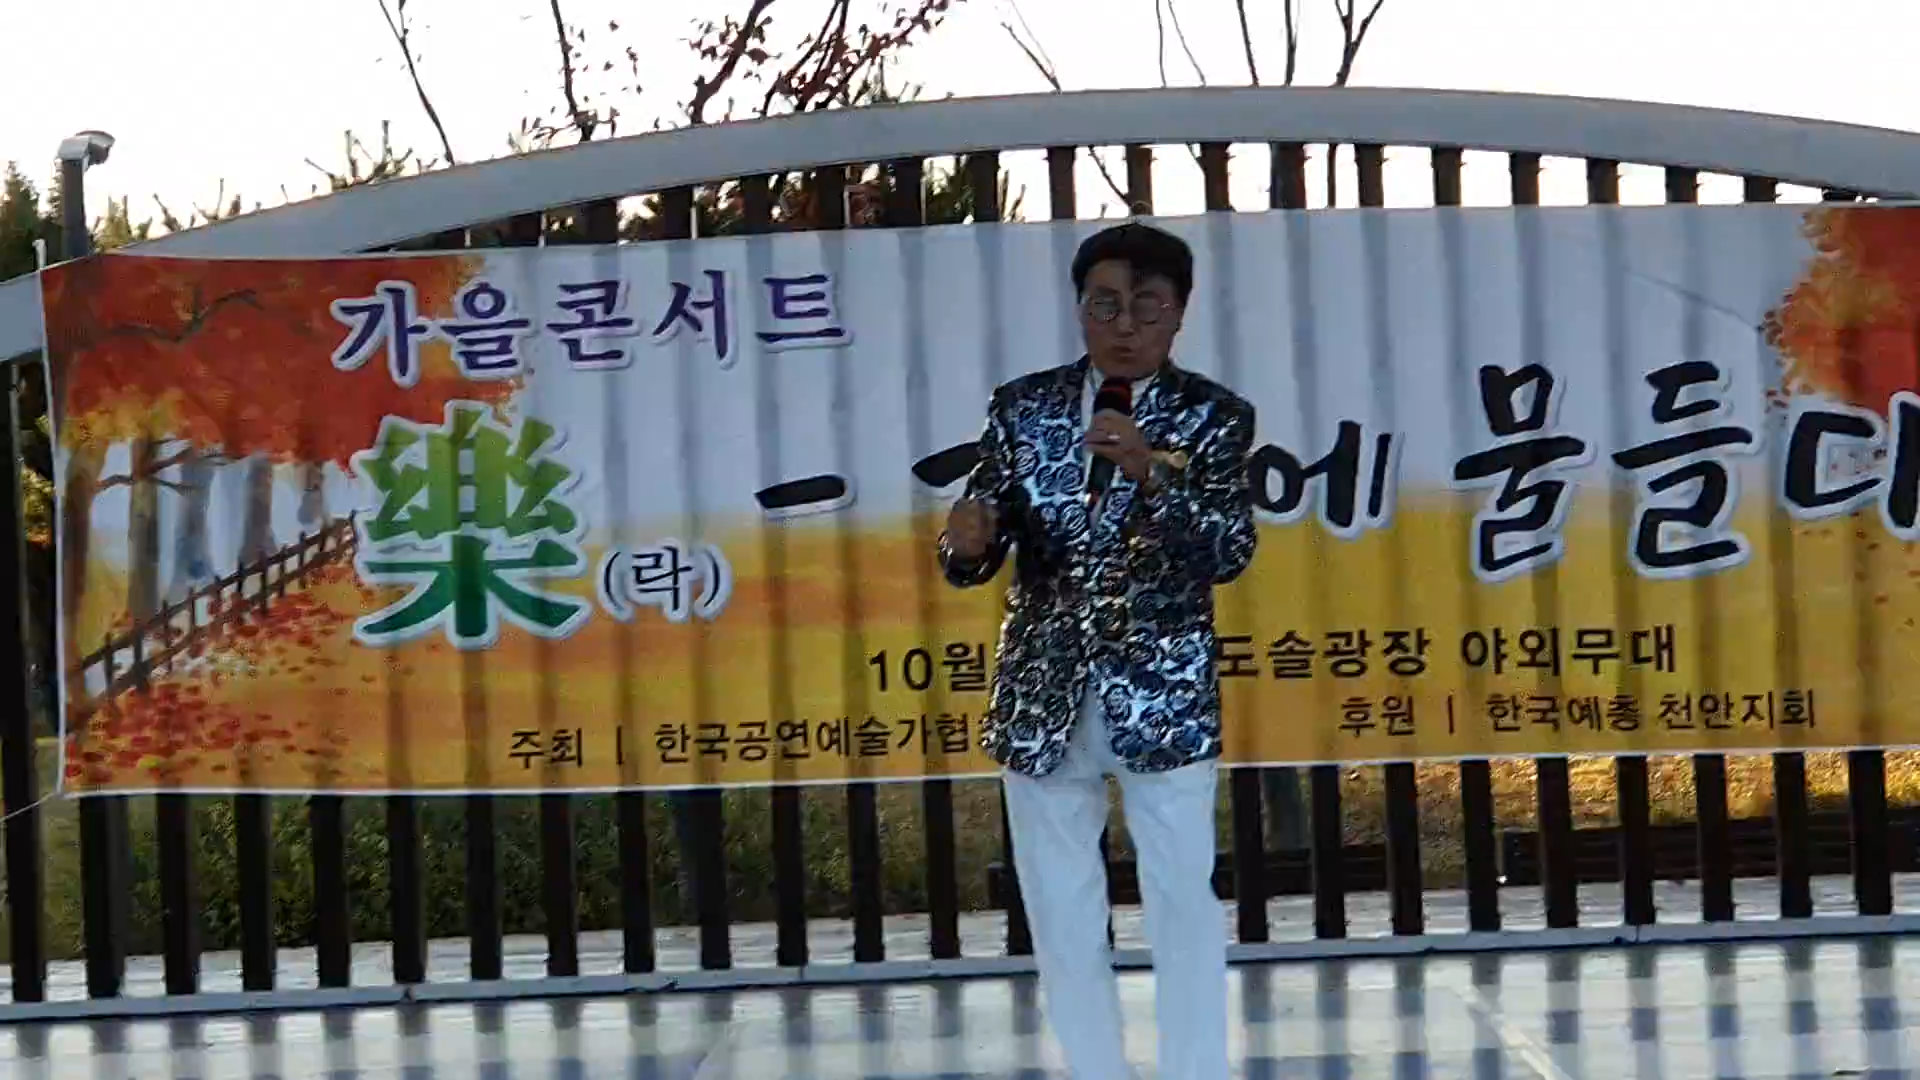 가을콘서트
樂(락) - 에 물들다
10월 도솔광장 야외무대
주최 | 한국공연예술가협 후원 | 한국예총 천안지회